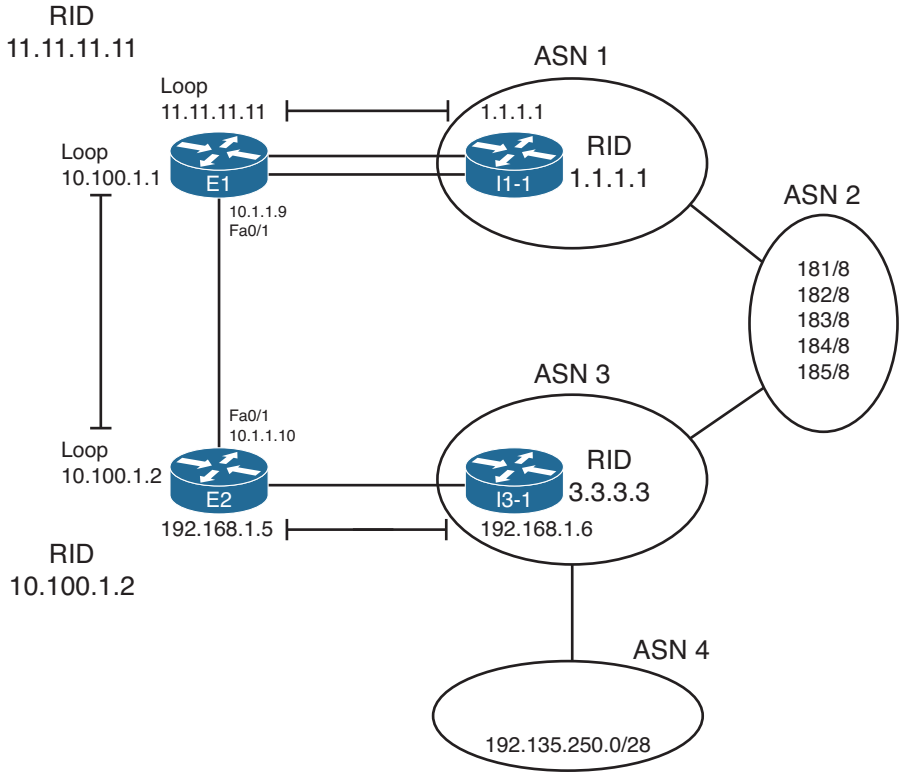 RID
11.11.11.11
ASN 1
Loop
11.11.11.11
1.1.1.1
Loop
10.100.1.1
E1
I1-1
RID
1.1.1.1
10.1.1.9
Fa0/1
ASN 2
181/8
182/8
183/8
184/8
185/8
ASN 3
Fa0/1
10.1.1.10
Loop
10.100.1.2
E2
I3-1
RID
3.3.3.3
192.168.1.5
192.168.1.6
RID
10.100.1.2
ASN 4
192.135.250.0/28